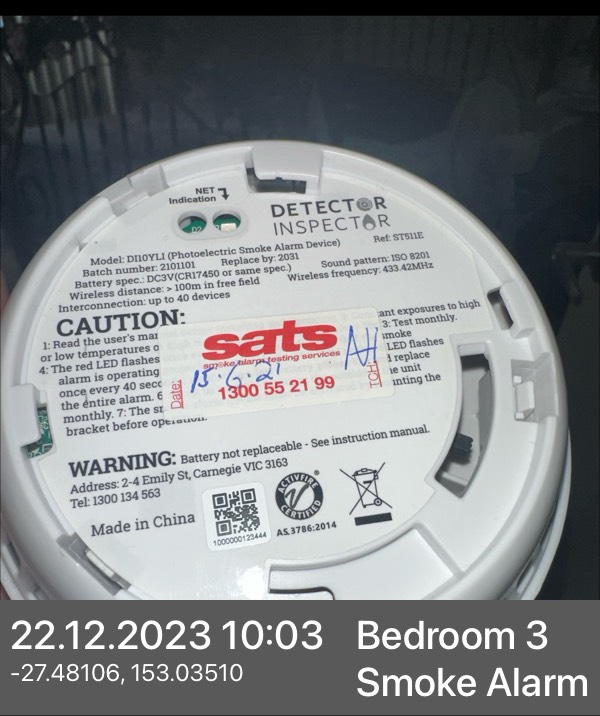 NET
Indication
DETECTOR
INSPECTOR
Ref: ST511E
Model: DI10YLI (Photoelectric Smoke Alarm Device)
Batch number: 2101101 Replace by: 2031
Battery spec.: DC3V(CR17450 or same spec.) Sound pattern: ISO 8201
Wireless distance: > 100m in free field Wireless frequency: 433.42MHz
Interconnection: up to 40 devices
CAUTION:
1: Read the user's ant exposures to high
or low temperatures 3: Test monthly.
4: The red LED flashes LED flashes
alarm is operating replace
once every 40 unit
the entire alarm. 6 the
monthly. 7: The
bracket before
sats
smoke alarm testing services
Date: 15.6.21
1300 55 21 99
WARNING: Battery not replaceable - See instruction manual.
Address: 2-4 Emily St, Carnegie VIC 3163
Tel: 1300 134 563
Made in China
1000000123444
ACTIVFIRE
CERTIFIED
AS.3786:2014
22.12.2023 10:03
-27.48106, 153.03510
Bedroom 3
Smoke Alarm